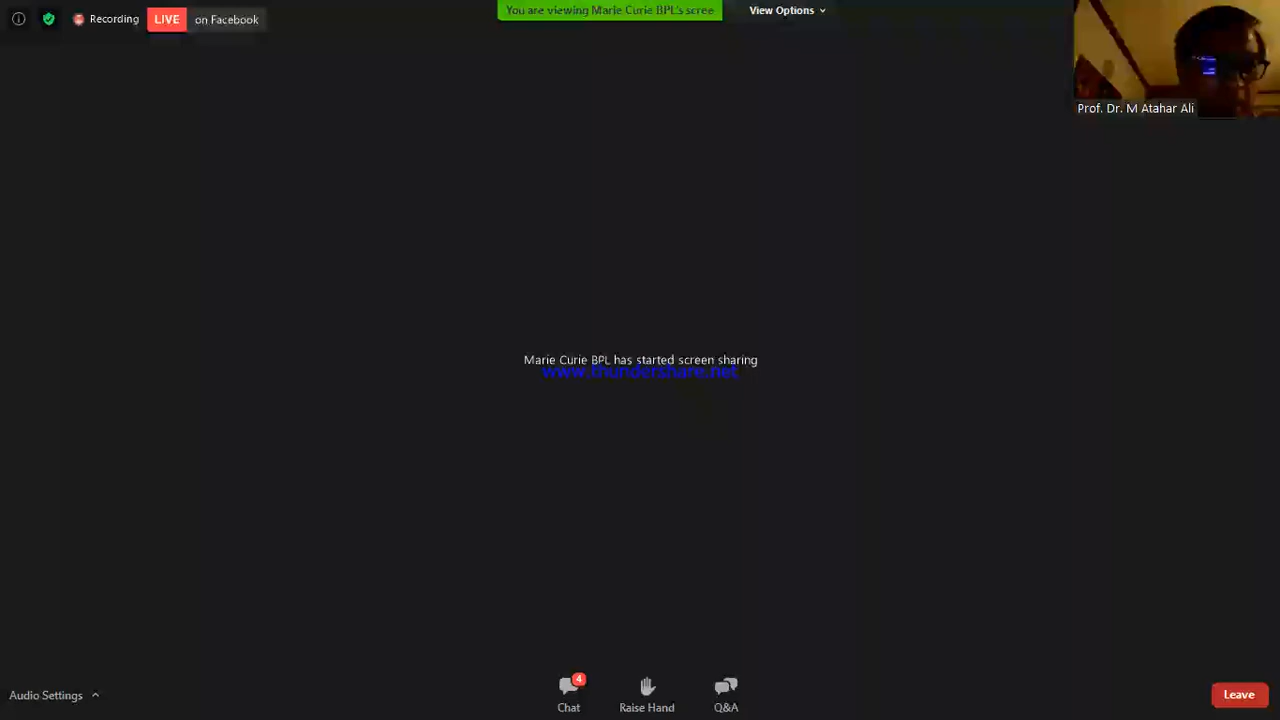 Recording LIVE on Facebook
You are viewing Marie Curie BPL's scree
View Options
Prof. Dr. M Atahar Ali
Marie Curie BPL has started screen sharing
www.thundershare.net
Audio Settings
4
Chat
Raise Hand
Q&A
Leave